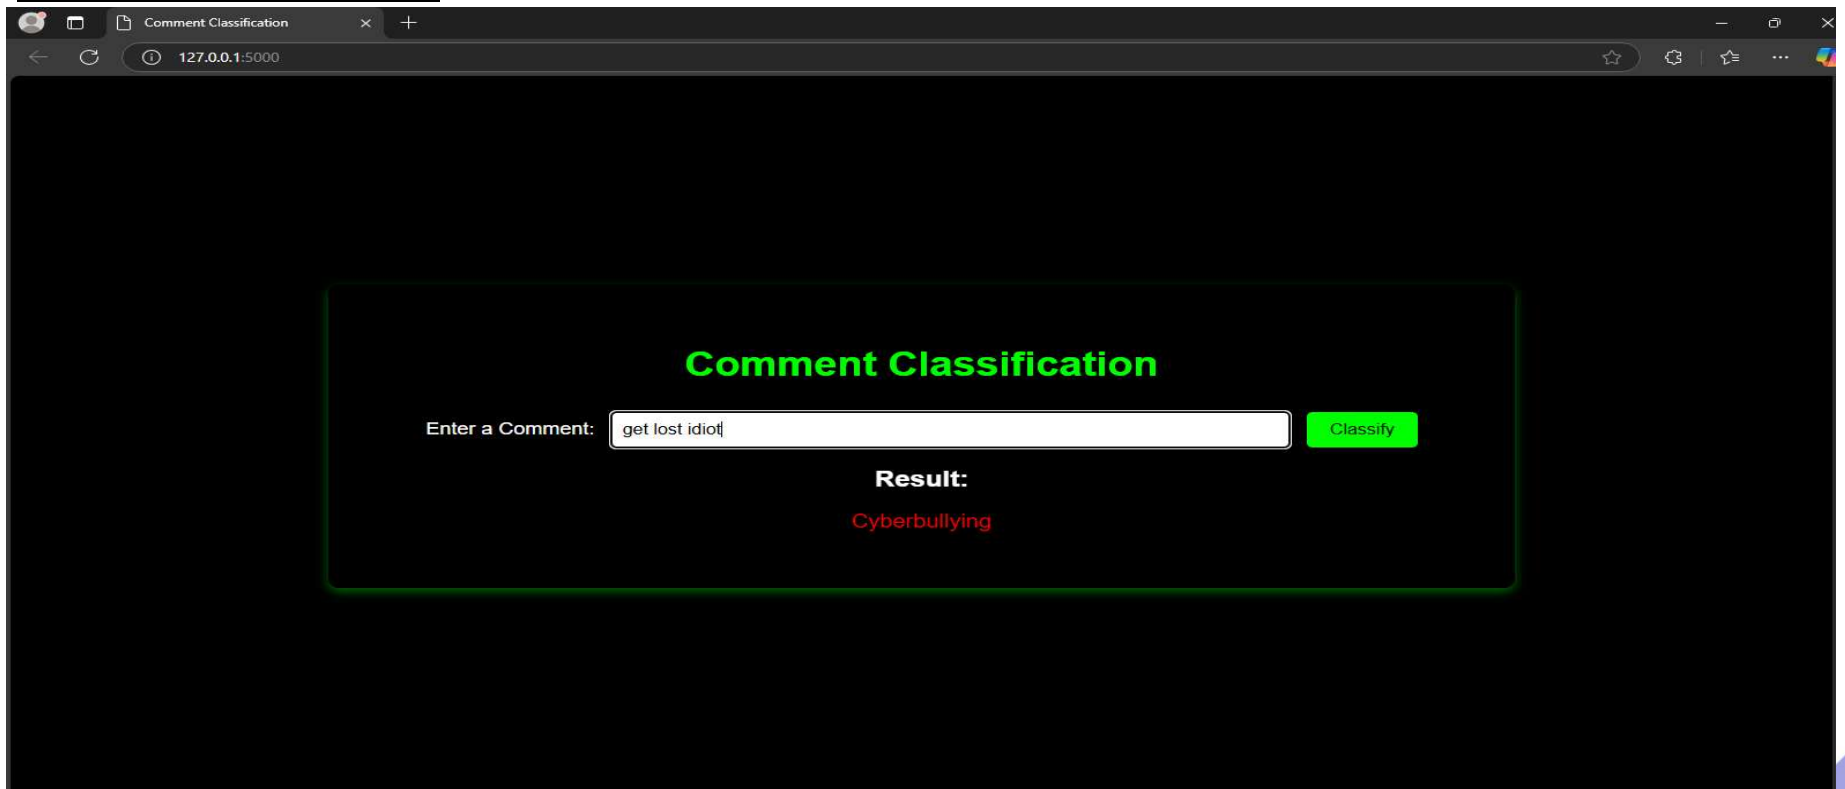 Comment Classification
127.0.0.1:5000
Comment Classification
Enter a Comment: get lost idiot Classify
Result:
Cyberbullying